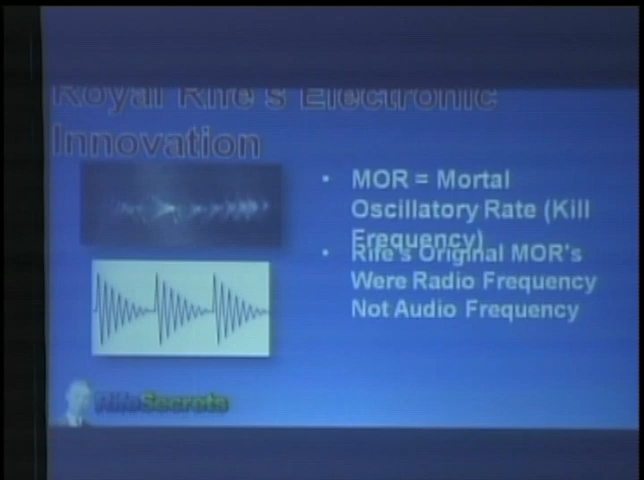 Royal Rife's Electronic
Innovation
• MOR = Mortal
Oscillatory Rate (Kill
Frequency)
• Rife's Original MOR's
Were Radio Frequency
Not Audio Frequency
RifeSecrets